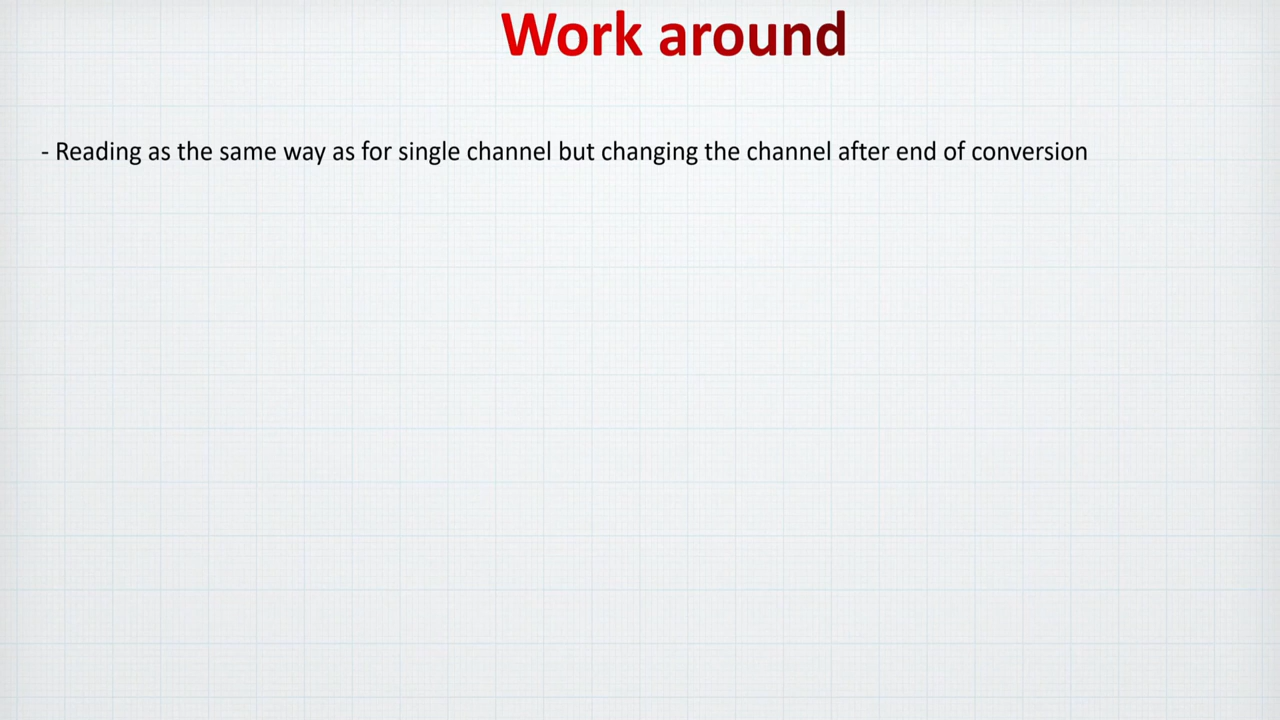 Work around
- Reading as the same way as for single channel but changing the channel after end of conversion